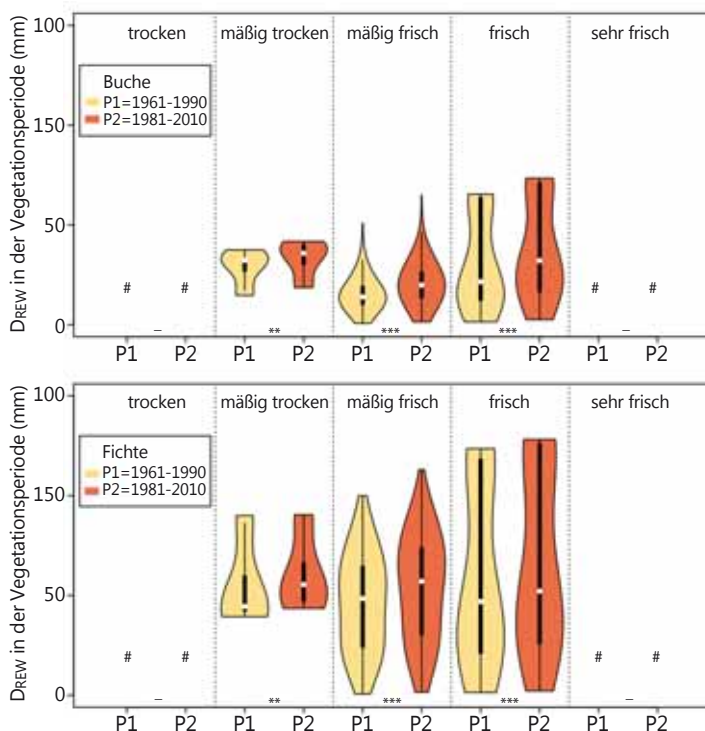 trocken mäßig trocken mäßig frisch frisch sehr frisch
DREW in der Vegetationsperiode (mm)
100
150
50
0
Buche
P1=1961-1990
P2=1981-2010
# # # #
– ** *** *** –
P1 P2 P1 P2 P1 P2 P1 P2 P1 P2
trocken mäßig trocken mäßig frisch frisch sehr frisch
DREW in der Vegetationsperiode (mm)
100
150
50
0
Fichte
P1=1961-1990
P2=1981-2010
# # # #
– ** *** *** –
P1 P2 P1 P2 P1 P2 P1 P2 P1 P2